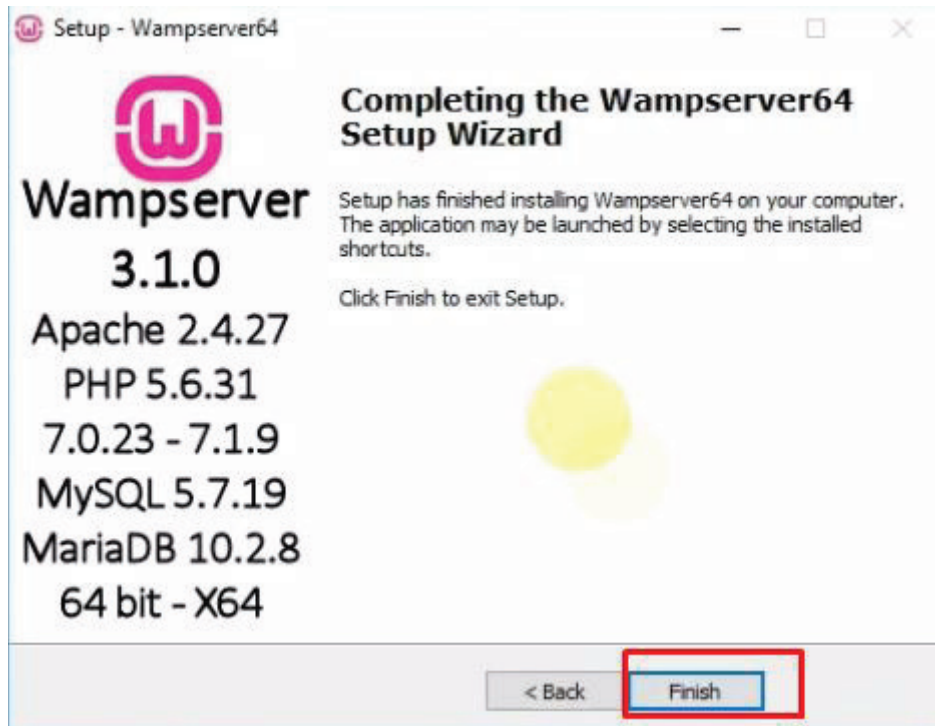 Setup - Wampserver64
Wampserver
3.1.0
Apache 2.4.27
PHP 5.6.31
7.0.23 - 7.1.9
MySQL 5.7.19
MariaDB 10.2.8
64 bit - X64
Completing the Wampserver64
Setup Wizard
Setup has finished installing Wampserver64 on your computer.
The application may be launched by selecting the installed
shortcuts.
Click Finish to exit Setup.
< Back
Finish